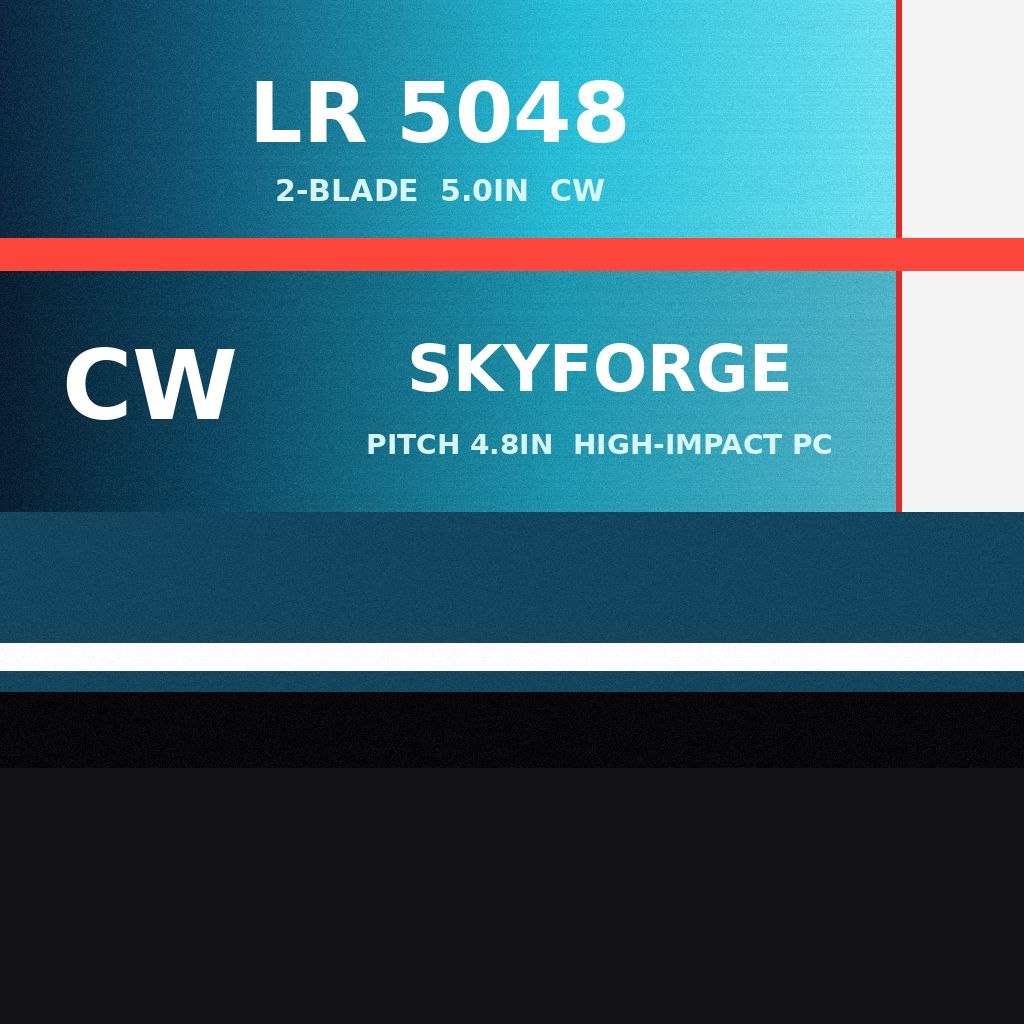 LR 5048
2-BLADE 5.0IN CW
CW
SKYFORGE
PITCH 4.8IN HIGH-IMPACT PC